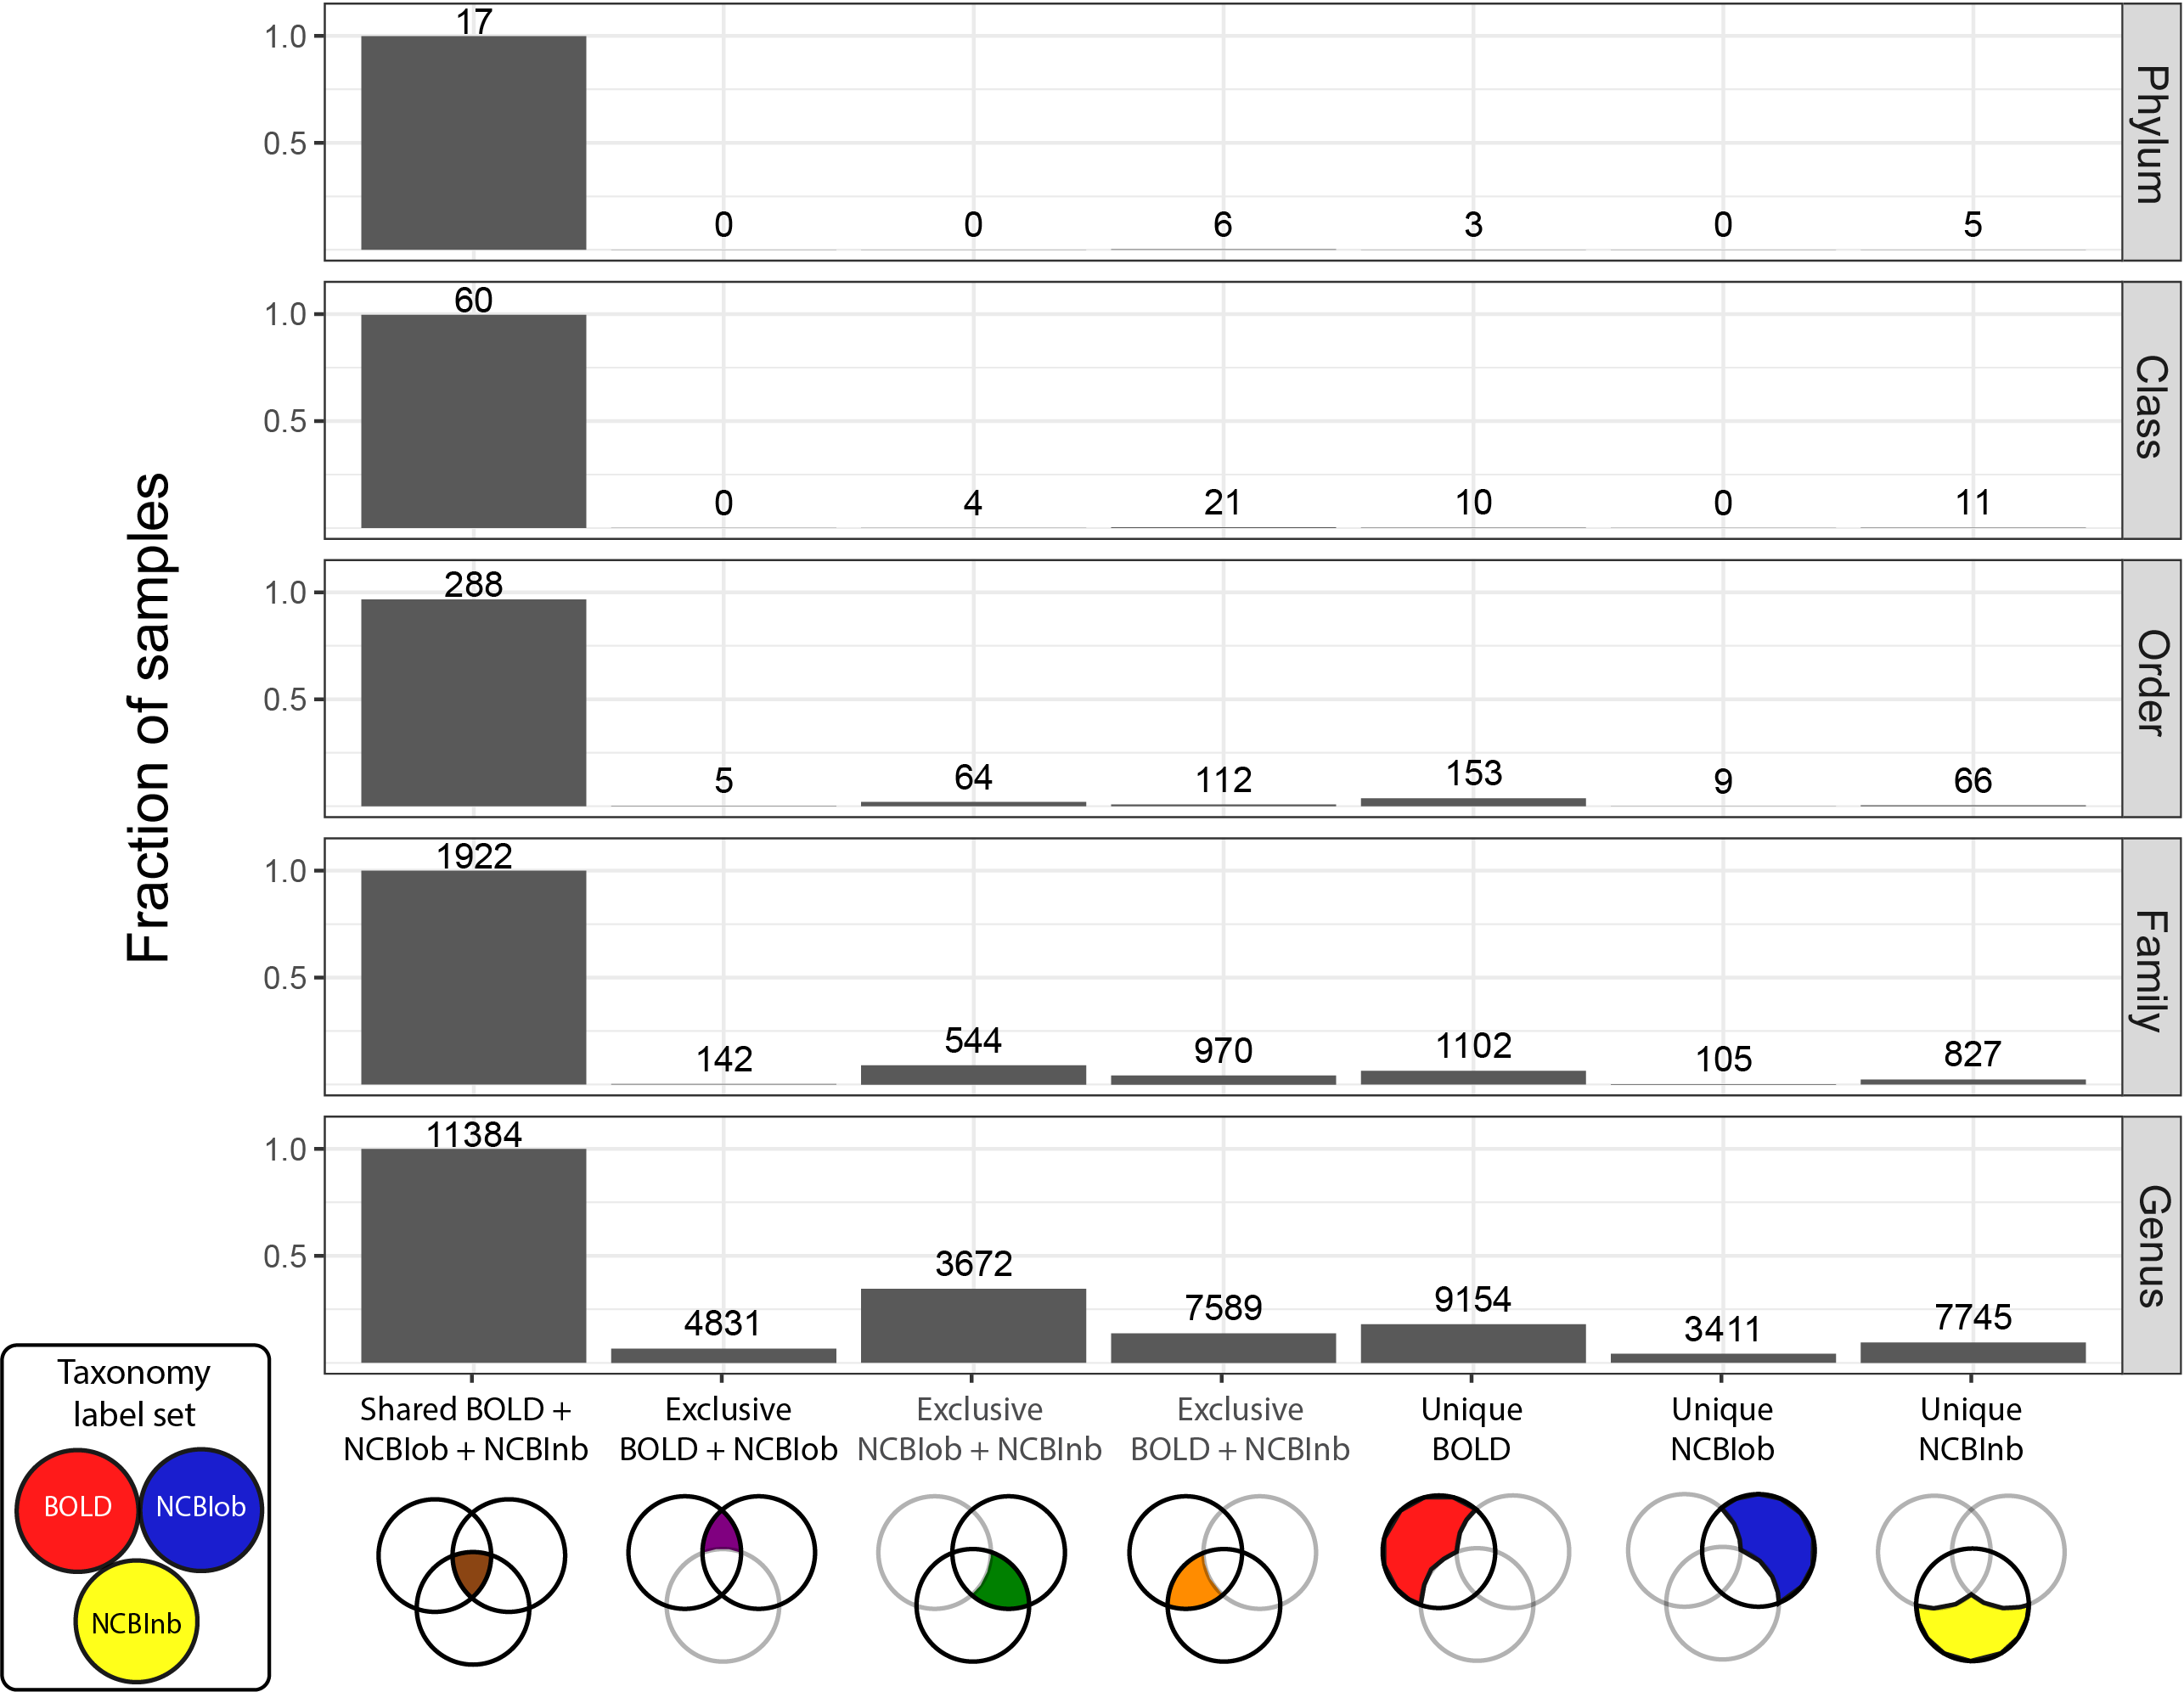 Fraction of samples
1.0
0.5
17
0
0
6
3
0
5
Phylum
1.0
0.5
60
0
4
21
10
0
11
Class
1.0
0.5
288
5
64
112
153
9
66
Order
1.0
0.5
1922
142
544
970
1102
105
827
Family
1.0
0.5
11384
4831
3672
7589
9154
3411
7745
Genus
Shared BOLD +
NCBIob + NCBInb
Exclusive
BOLD + NCBIob
Exclusive
NCBIob + NCBInb
Exclusive
BOLD + NCBInb
Unique
BOLD
Unique
NCBIob
Unique
NCBInb
Taxonomy
label set
BOLD
NCBIob
NCBInb